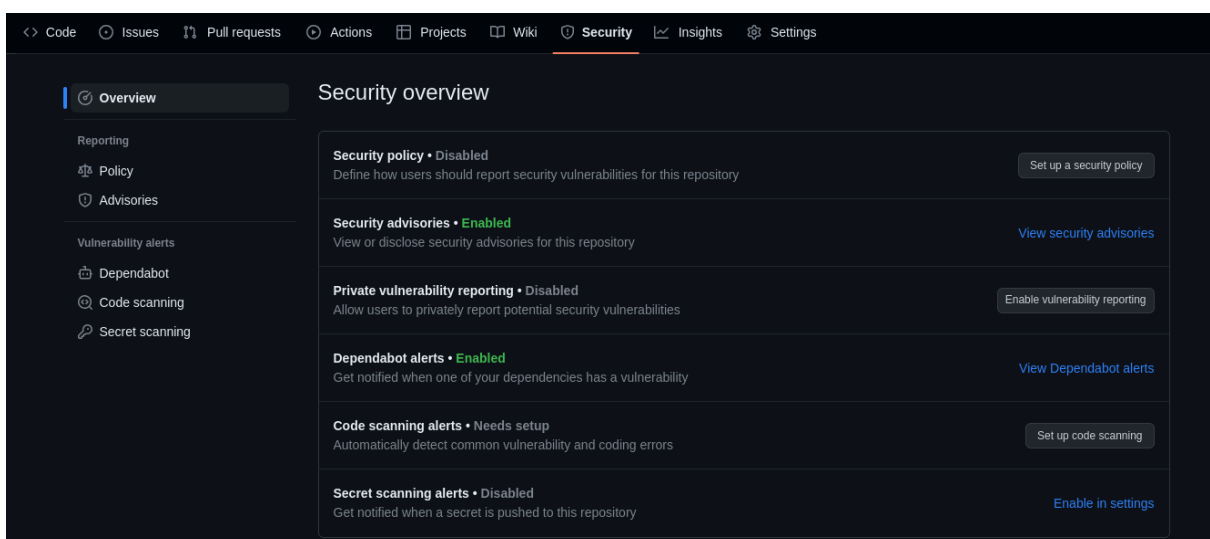 Code Issues Pull requests Actions Projects Wiki Security Insights Settings
Overview
Reporting
Policy
Advisories
Vulnerability alerts
Dependabot
Code scanning
Secret scanning
Security overview
Security policy • Disabled
Define how users should report security vulnerabilities for this repository
Set up a security policy
Security advisories • Enabled
View or disclose security advisories for this repository
View security advisories
Private vulnerability reporting • Disabled
Allow users to privately report potential security vulnerabilities
Enable vulnerability reporting
Dependabot alerts • Enabled
Get notified when one of your dependencies has a vulnerability
View Dependabot alerts
Code scanning alerts • Needs setup
Automatically detect common vulnerability and coding errors
Set up code scanning
Secret scanning alerts • Disabled
Get notified when a secret is pushed to this repository
Enable in settings